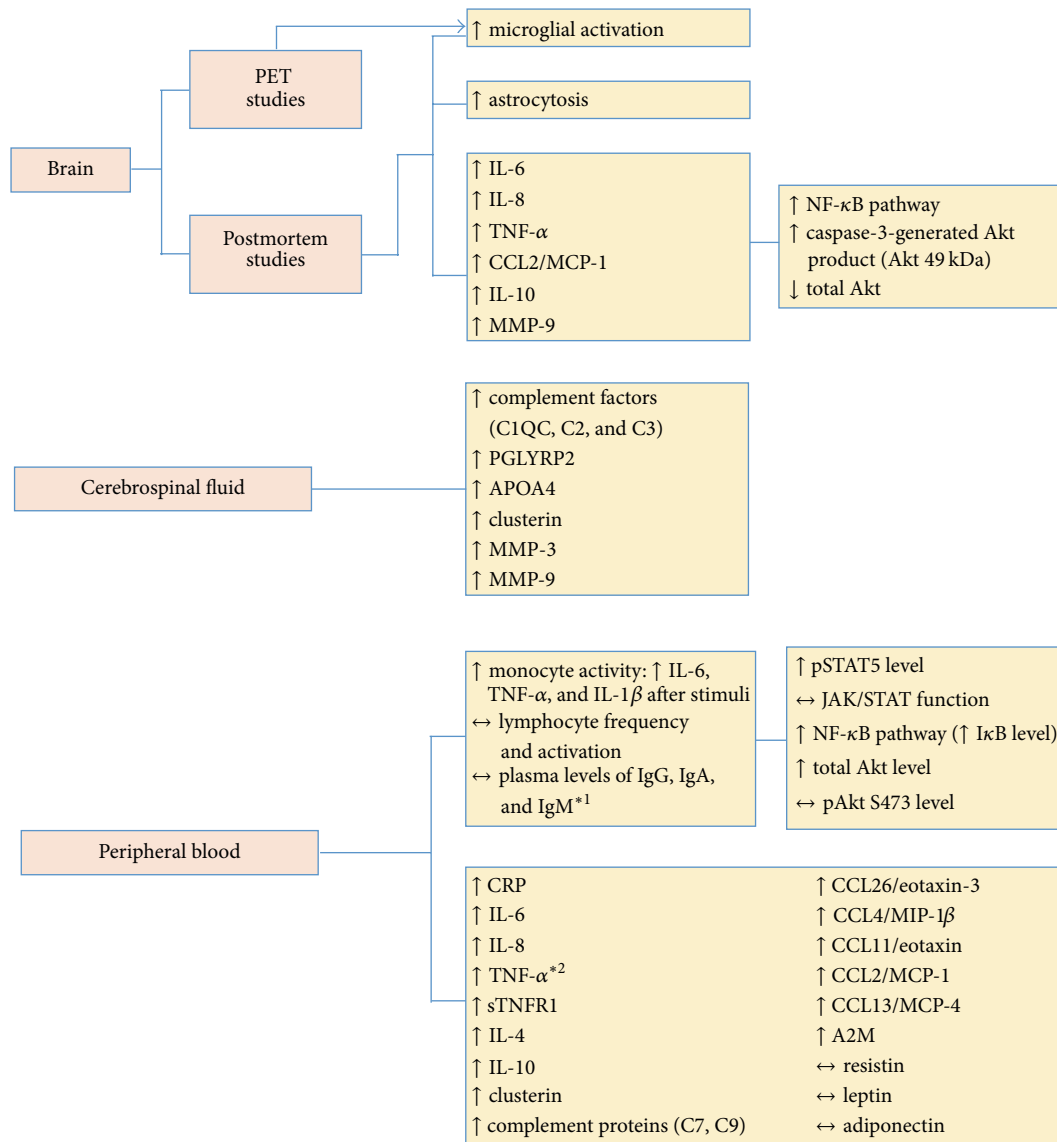 ↑ microglial activation
PET
studies
↑ astrocytosis
Brain
Postmortem
studies
↑ IL-6
↑ IL-8
↑ TNF-α
↑ CCL2/MCP-1
↑ IL-10
↑ MMP-9
↑ NF-κB pathway
↑ caspase-3-generated Akt
product (Akt 49 kDa)
↓ total Akt
Cerebrospinal fluid
↑ complement factors
(C1QC, C2, and C3)
↑ PGLYRP2
↑ APOA4
↑ clusterin
↑ MMP-3
↑ MMP-9
Peripheral blood
↑ monocyte activity: ↑ IL-6,
TNF-α, and IL-1β after stimuli
↔ lymphocyte frequency
and activation
↔ plasma levels of IgG, IgA,
and IgM*1
↑ pSTAT5 level
↔ JAK/STAT function
↑ NF-κB pathway (↑ IκB level)
↑ total Akt level
↔ pAkt S473 level
↑ CRP
↑ IL-6
↑ IL-8
↑ TNF-α*2
↑ sTNFR1
↑ IL-4
↑ IL-10
↑ clusterin
↑ complement proteins (C7, C9)
↑ CCL26/eotaxin-3
↑ CCL4/MIP-1β
↑ CCL11/eotaxin
↑ CCL2/MCP-1
↑ CCL13/MCP-4
↑ A2M
↔ resistin
↔ leptin
↔ adiponectin